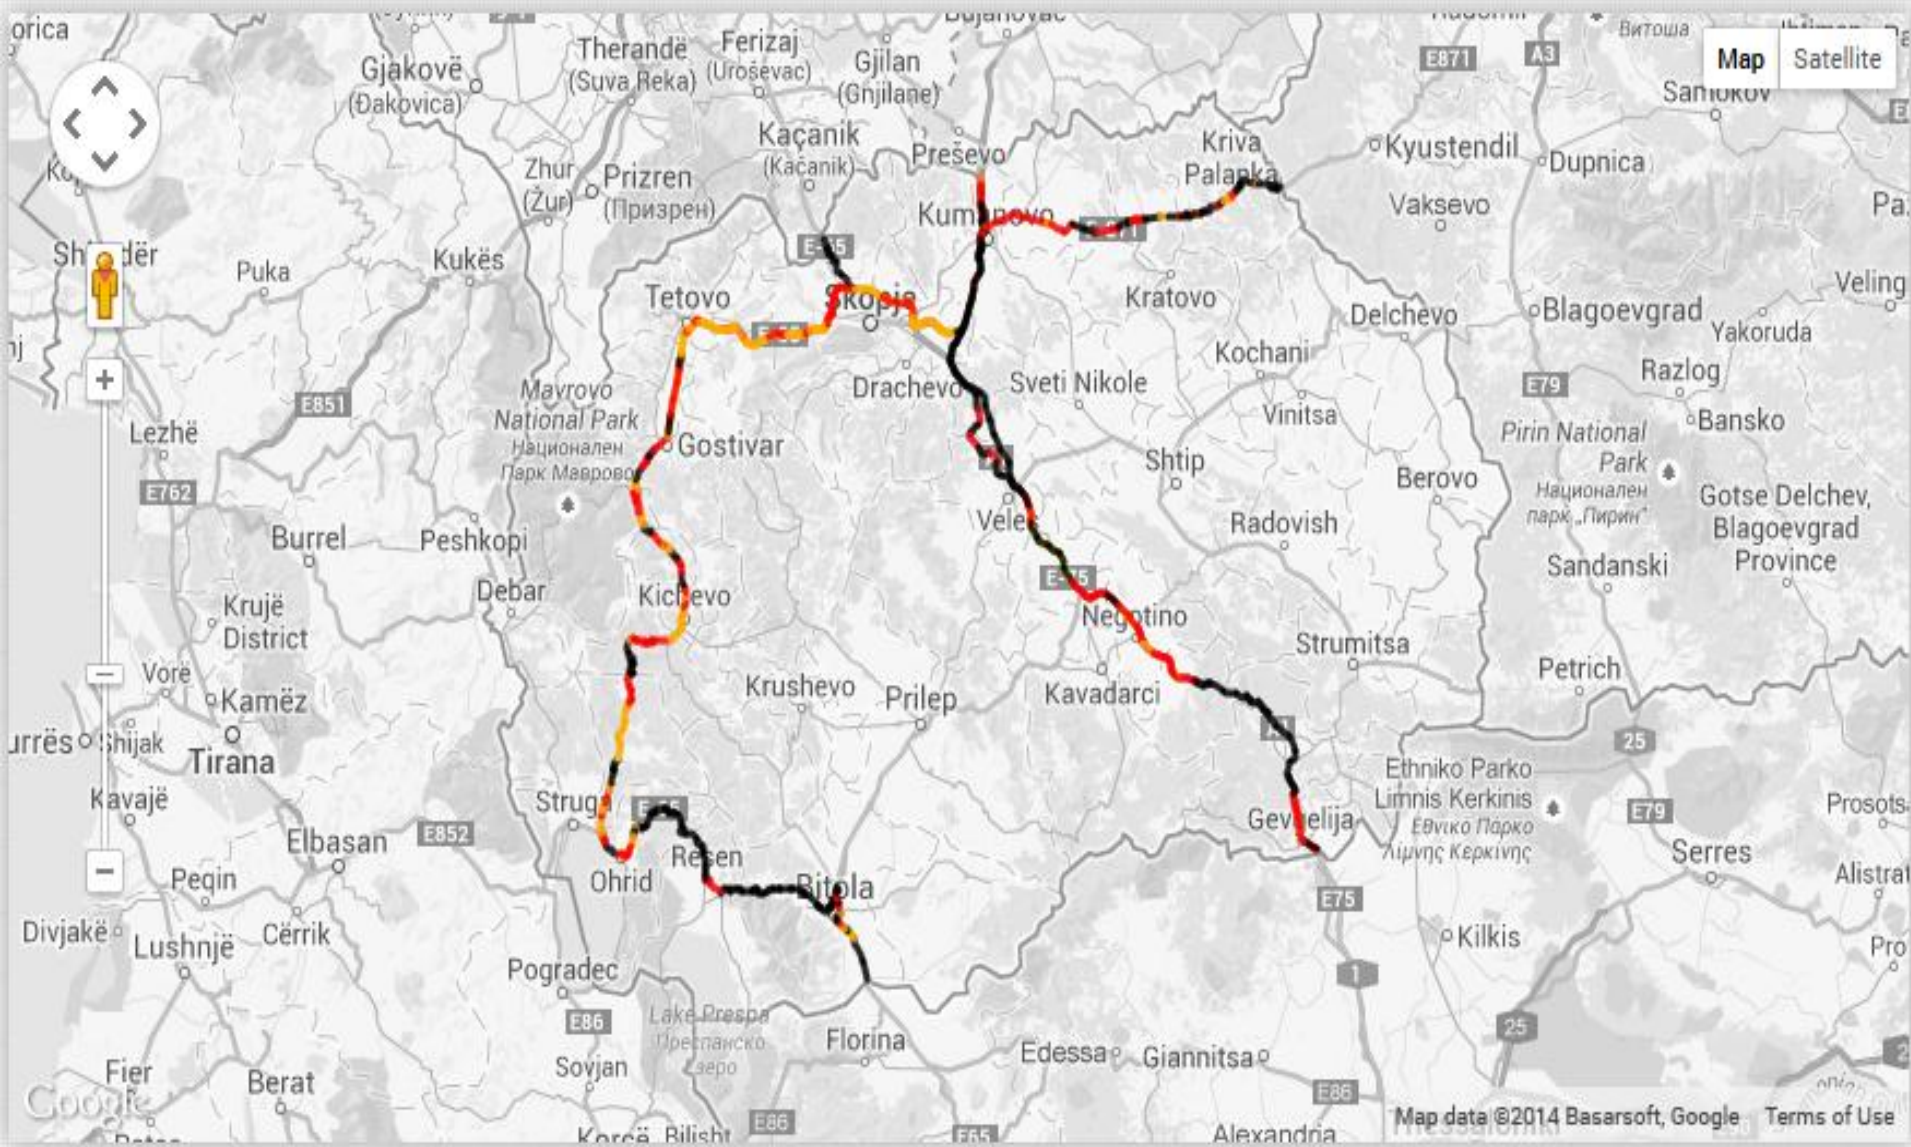 orica
Витоша
Therandë
(Suva Reka)
Ferizaj
(Uroševac)
Gjilan
(Gnjilane)
E871
A3
Map
Satellite
Gjakovë
(Đakovica)
Samokov
Kaçanik
(Kačanik)
Preševo
Kriva
Palanka
Kyustendil
Dupnica
Zhur
(Žur)
Prizren
(Призрен)
Kumanovo
Vaksevo
Puka
Kukës
Tetovo
Skopje
Kratovo
Delchevo
Blagoevgrad
Yakoruda
Veling
Kochani
Razlog
Bansko
Mavrovo
National Park
Национален
Парк Маврово
Drachevo
Sveti Nikole
Vinitsa
E79
E851
Lezhë
Gostivar
Shtip
Berovo
Pirin National
Park
Национален
парк „Пирин"
Gotse Delchev,
Blagoevgrad
Province
E762
Burrel
Peshkopi
Veles
Radovish
Sandanski
Debar
Kichevo
E-75
Negotino
Krujë
District
Strumitsa
Petrich
Vorë
Kamëz
Krushevo
Prilep
Kavadarci
urrës
Shijak
Tirana
25
Kavajë
Struga
Ethniko Parko
Limnis Kerkinis
Εθνικό Πάρκο
Λίμνης Κερκίνης
E79
Prosots
Gevgelija
Elbasan
E852
Resen
Serres
Peqin
Ohrid
Bitola
Alistrat
E75
Divjakë
Lushnjë
Cërrik
Kilkis
Pro
Pogradec
1
E86
Lake Prespa
Преспанско
Florina
Edessa
Giannitsa
25
Sovjan
Fier
Berat
E86
Google
Map data ©2014 Basarsoft, Google
Terms of Use
E86
E65
Korçë
Bilisht
Alexandria